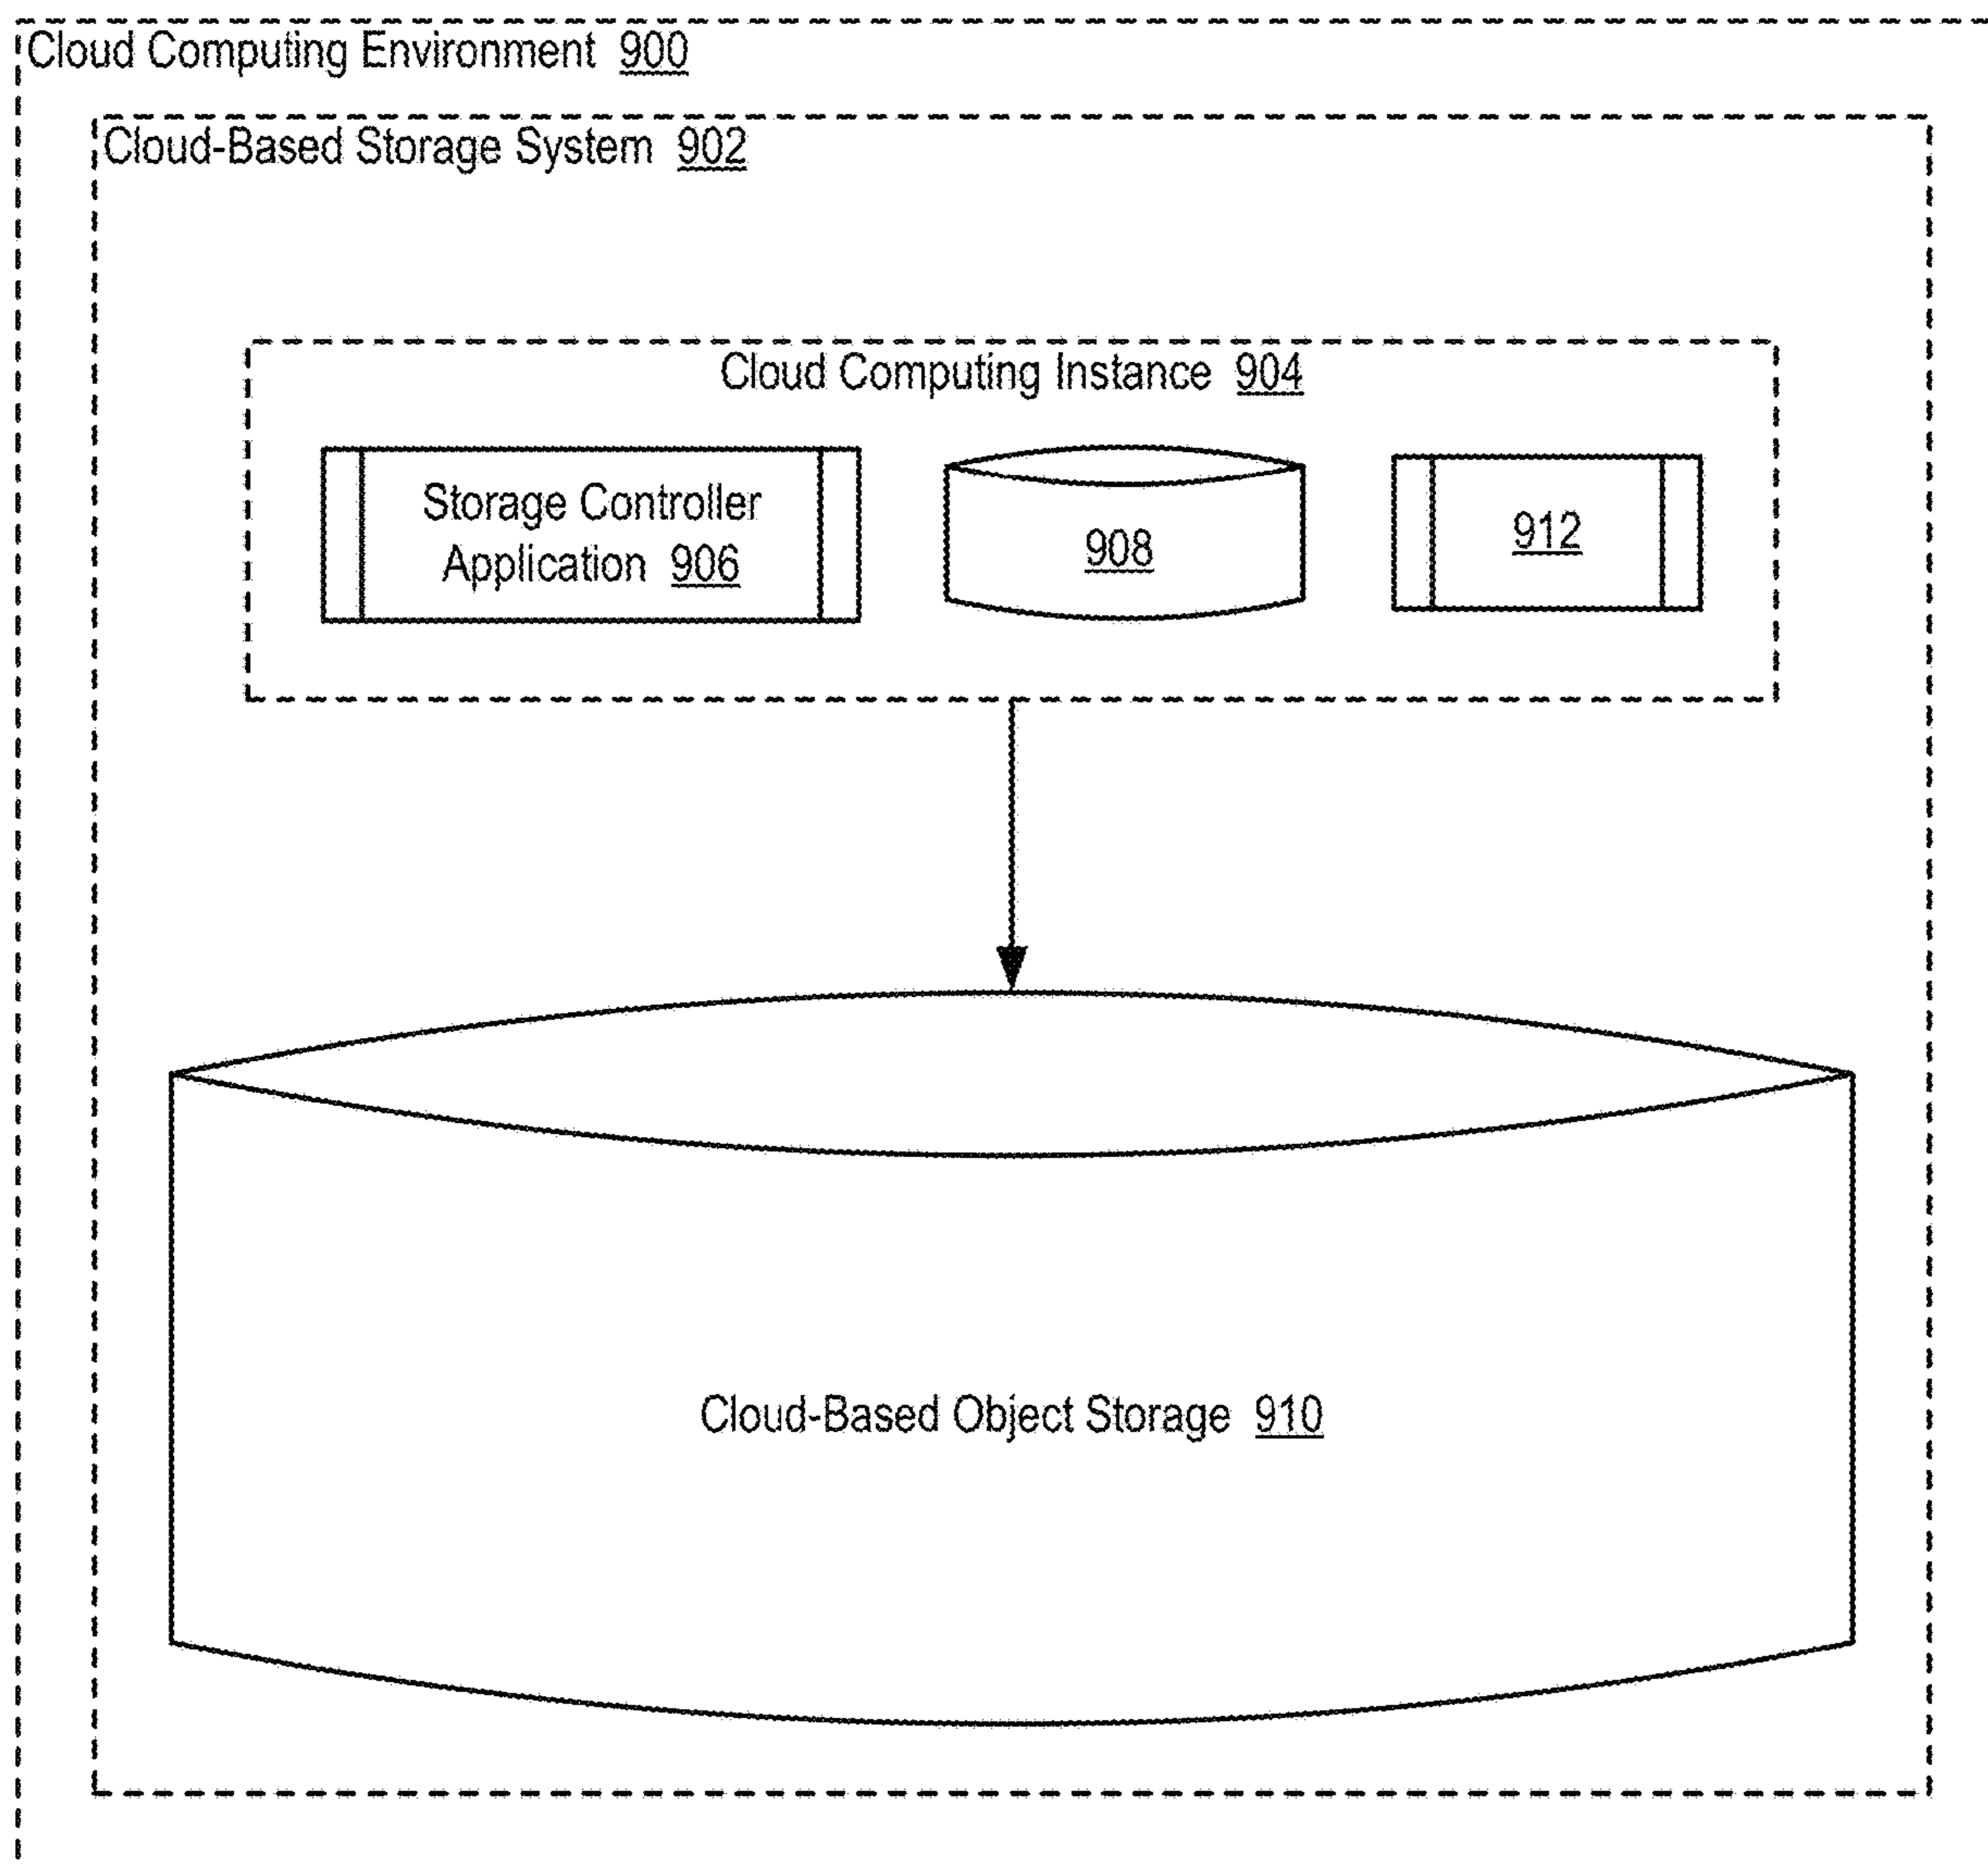 Cloud Computing Environment 900
Cloud-Based Storage System 902
Cloud Computing Instance 904
Storage Controller
Application 906
908
912
Cloud-Based Object Storage 910